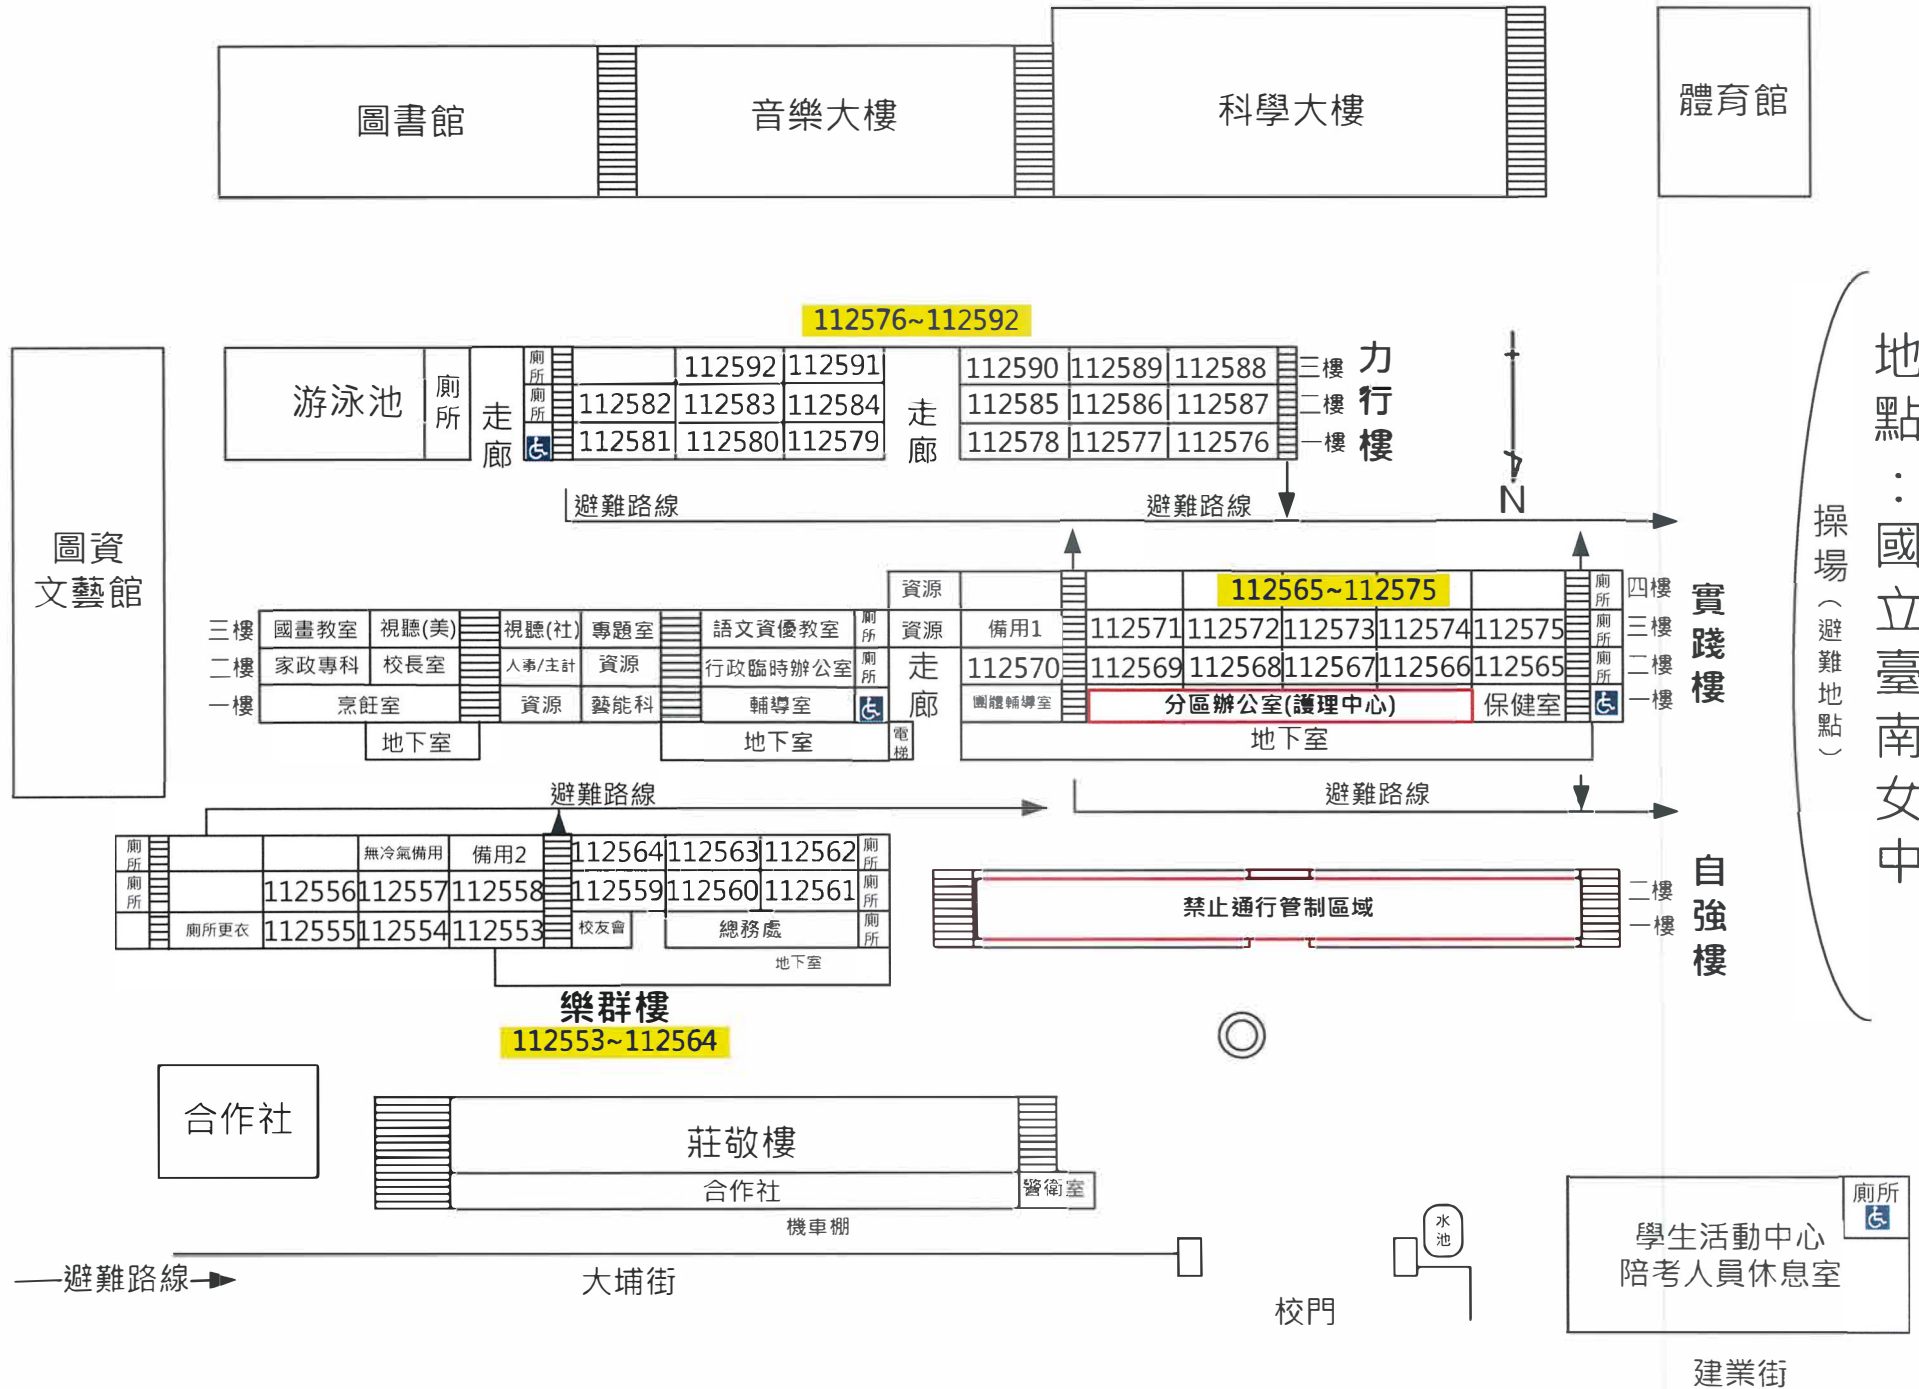 圖書館
音樂大樓
科學大樓
體育館
112576~112592
游泳池
廁所
走廊
廁所
廁所
112592 112591
112582 112583 112584
112581 112580 112579
走廊
112590 112589 112588 三樓
112585 112586 112587 二樓
112578 112577 112576 一樓
力行樓
N
避難路線
避難路線
地點：國立臺南女中
操場（避難地點）
圖資
文藝館
資源
112565~112575
廁所
四樓
三樓 國畫教室 視聽(美) 視聽(社) 專題室 語文資優教室 廁所 資源 備用1 112571 112572 112573 112574 112575 廁所 三樓
二樓 家政專科 校長室 人事/主計 資源 行政臨時辦公室 廁所 走廊 112570 112569 112568 112567 112566 112565 廁所 二樓
一樓 烹飪室 資源 藝能科 輔導室 團體輔導室 分區辦公室(護理中心) 保健室 一樓
實踐樓
地下室 地下室 電梯 地下室
避難路線
避難路線
廁所 無冷氣備用 備用2 112564 112563 112562 廁所
廁所 112556 112557 112558 112559 112560 112561 廁所
廁所更衣 112555 112554 112553 校友會 總務處 廁所
地下室
樂群樓
112553~112564
禁止通行管制區域
二樓
一樓
自強樓
合作社
莊敬樓
合作社
警衛室
機車棚
避難路線
大埔街
校門
水池
廁所
學生活動中心
陪考人員休息室
建業街